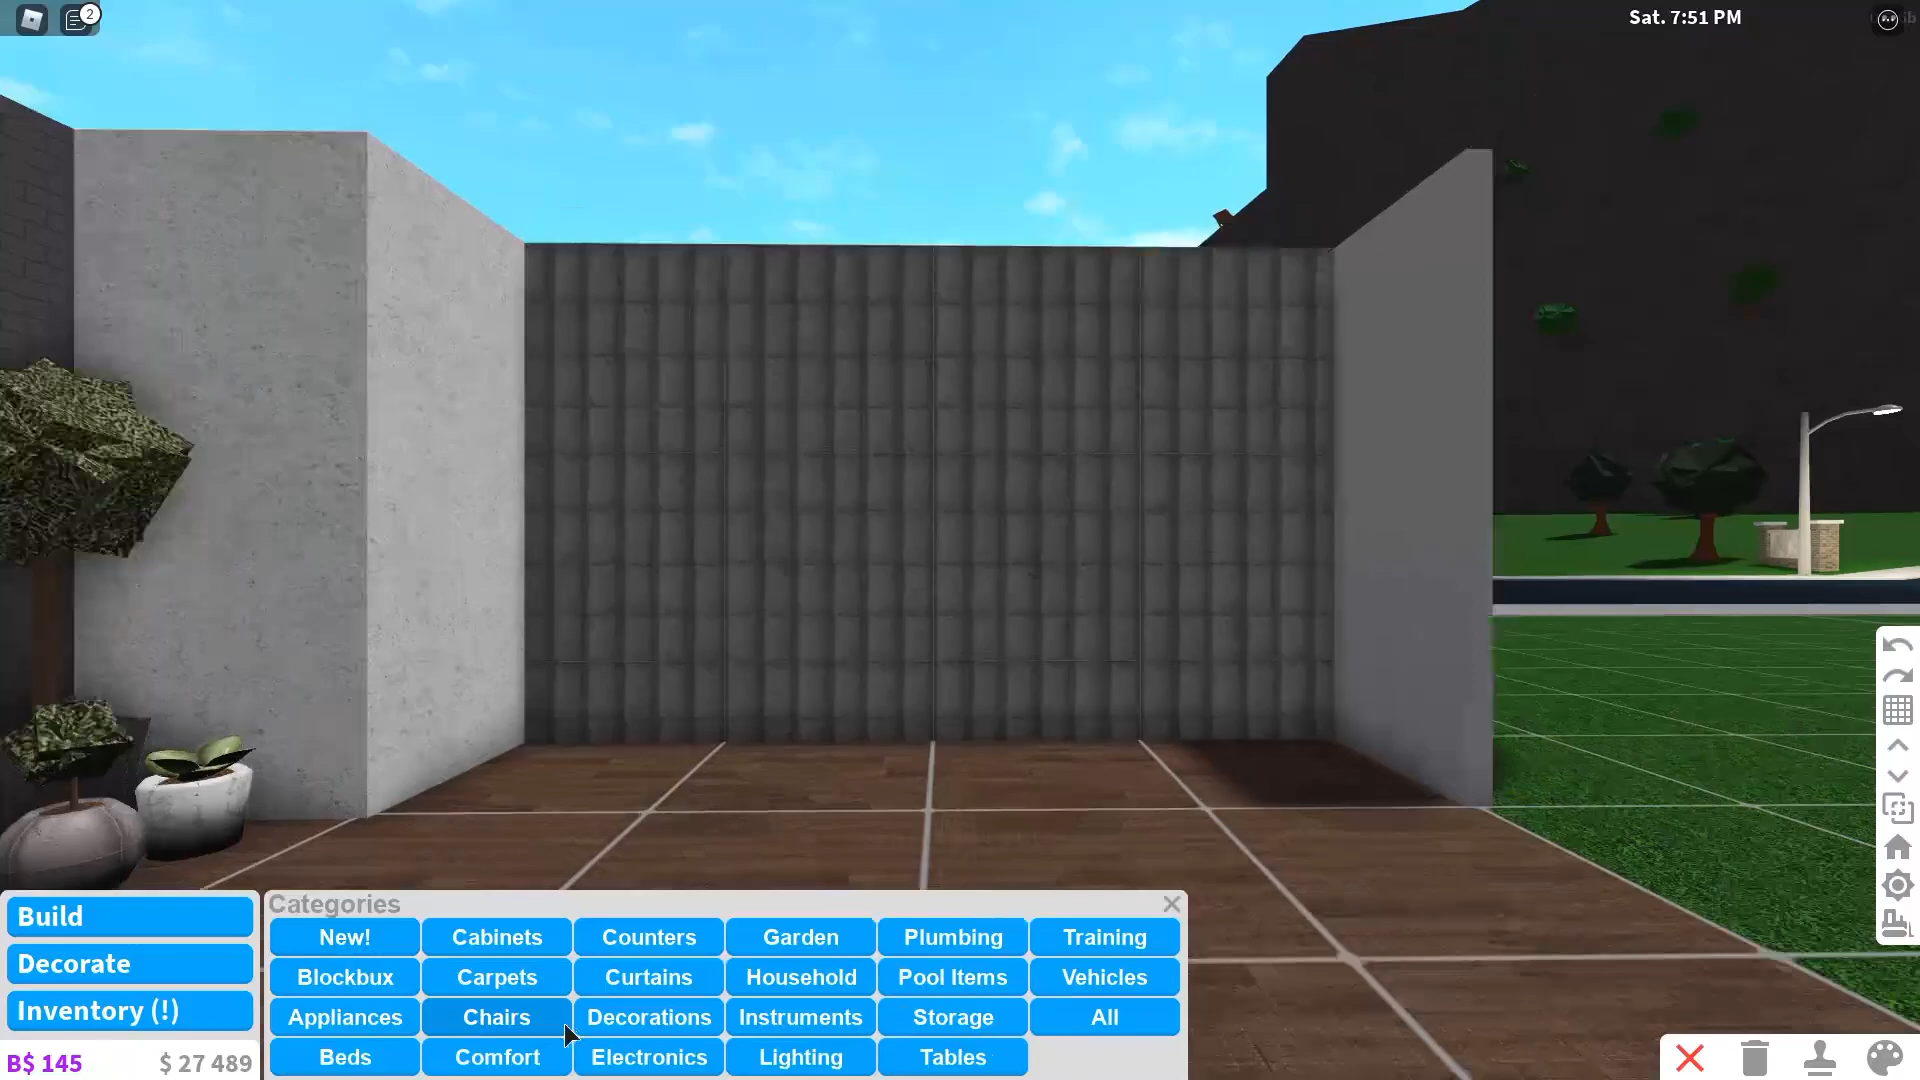 2
Sat. 7:51 PM
Build
Decorate
Inventory (!)
B$ 145
$ 27 489
Categories
New!
Cabinets
Counters
Garden
Plumbing
Training
Blockbux
Carpets
Curtains
Household
Pool Items
Vehicles
Appliances
Chairs
Decorations
Instruments
Storage
All
Beds
Comfort
Electronics
Lighting
Tables